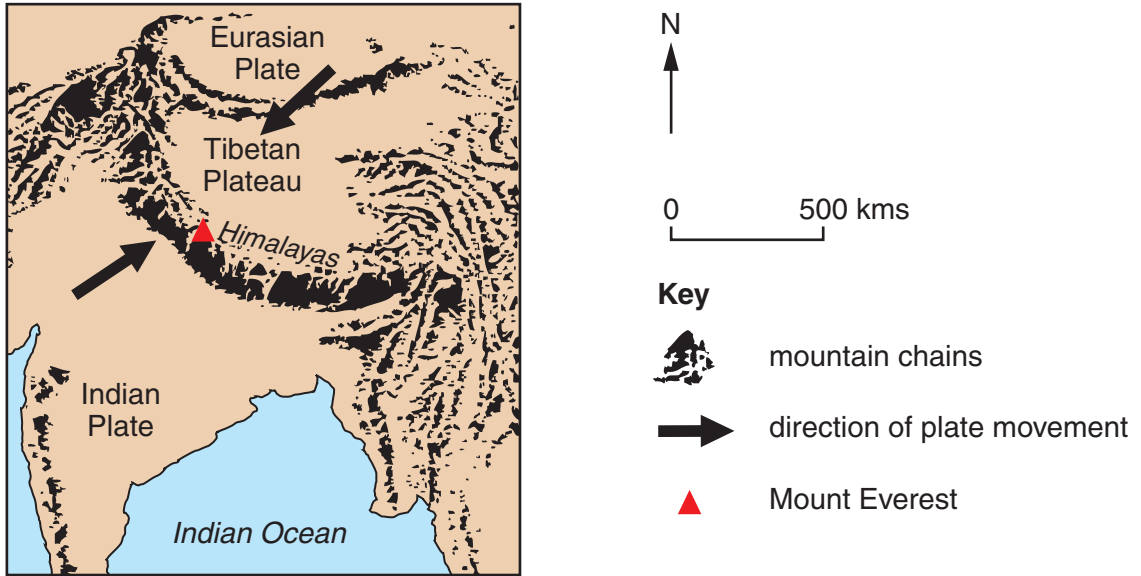 Eurasian
Plate
Tibetan
Plateau
Himalayas
Indian
Plate
Indian Ocean
N
0 500 kms
Key
mountain chains
direction of plate movement
Mount Everest